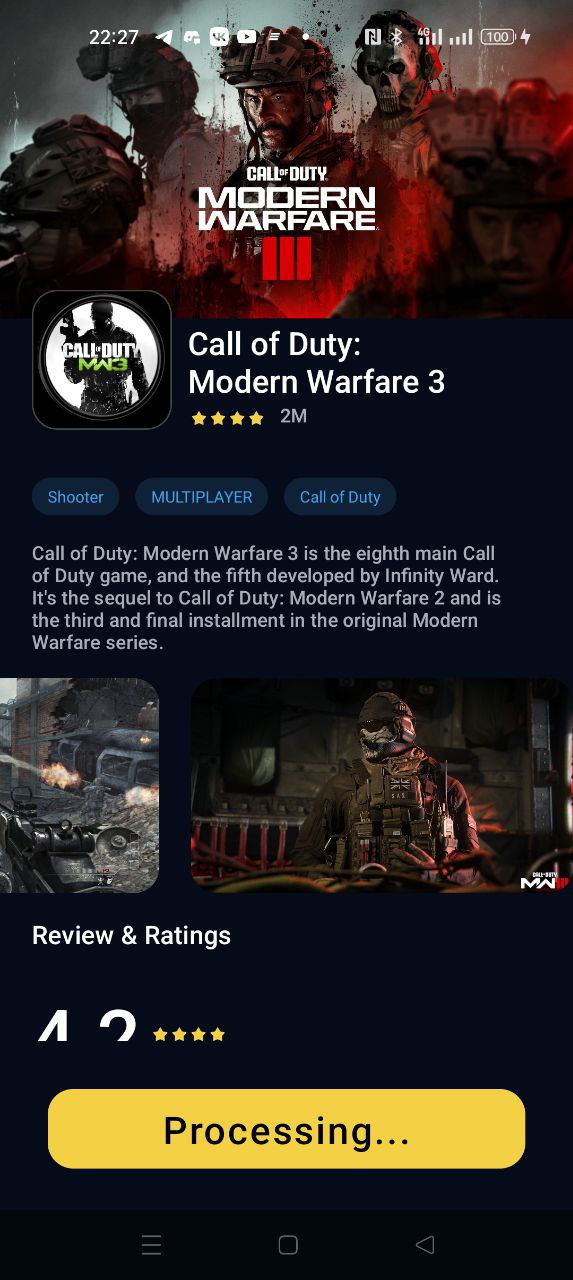 22:27
4G
100
CALL OF DUTY
MODERN
WARFARE
III
CALL OF DUTY
MW3
Call of Duty:
Modern Warfare 3
2M
Shooter
MULTIPLAYER
Call of Duty
Call of Duty: Modern Warfare 3 is the eighth main Call
of Duty game, and the fifth developed by Infinity Ward.
It's the sequel to Call of Duty: Modern Warfare 2 and is
the third and final installment in the original Modern
Warfare series.
SAS
CALL OF DUTY
MWIII
Review & Ratings
4.2
Processing...